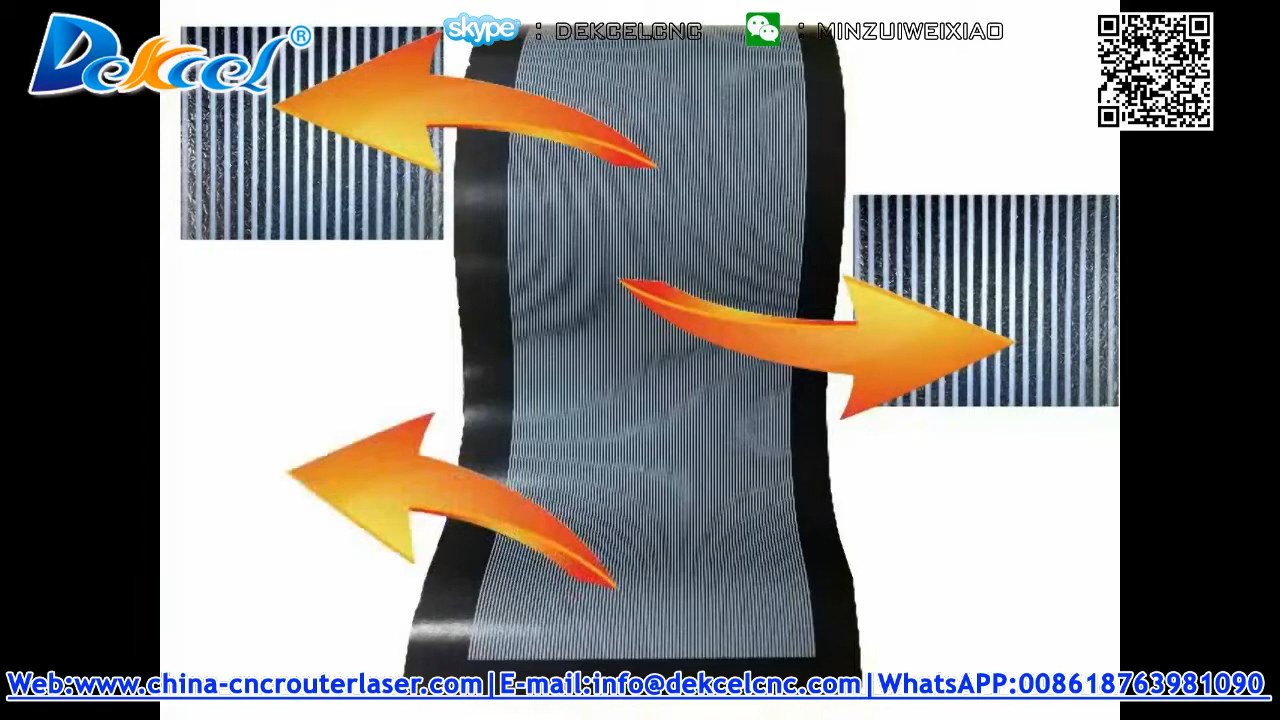 Dekcel®
skype : DEKCELCNC : MINZUIWEIXIAO
Web:www.china-cncrouterlaser.com|E-mail:info@dekcelcnc.com|WhatsAPP:008618763981090